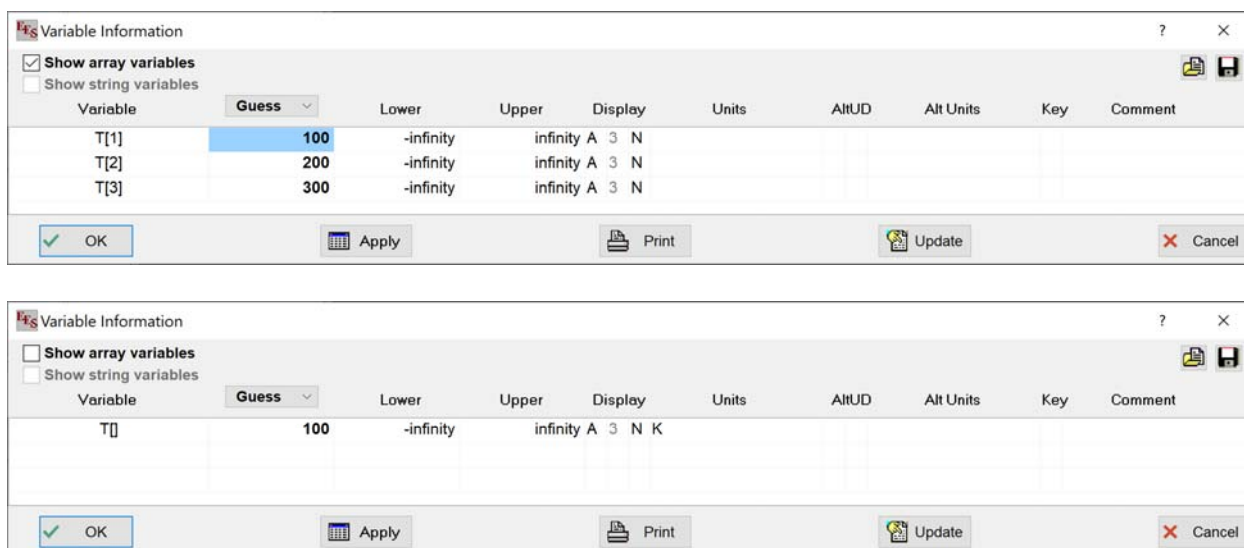 EES Variable Information ? ×
Show array variables
Show string variables
Variable Guess Lower Upper Display Units AltUD Alt Units Key Comment
T[1] 100 -infinity infinity A 3 N
T[2] 200 -infinity infinity A 3 N
T[3] 300 -infinity infinity A 3 N
OK Apply Print Update Cancel
EES Variable Information ? ×
Show array variables
Show string variables
Variable Guess Lower Upper Display Units AltUD Alt Units Key Comment
T[] 100 -infinity infinity A 3 N K
OK Apply Print Update Cancel